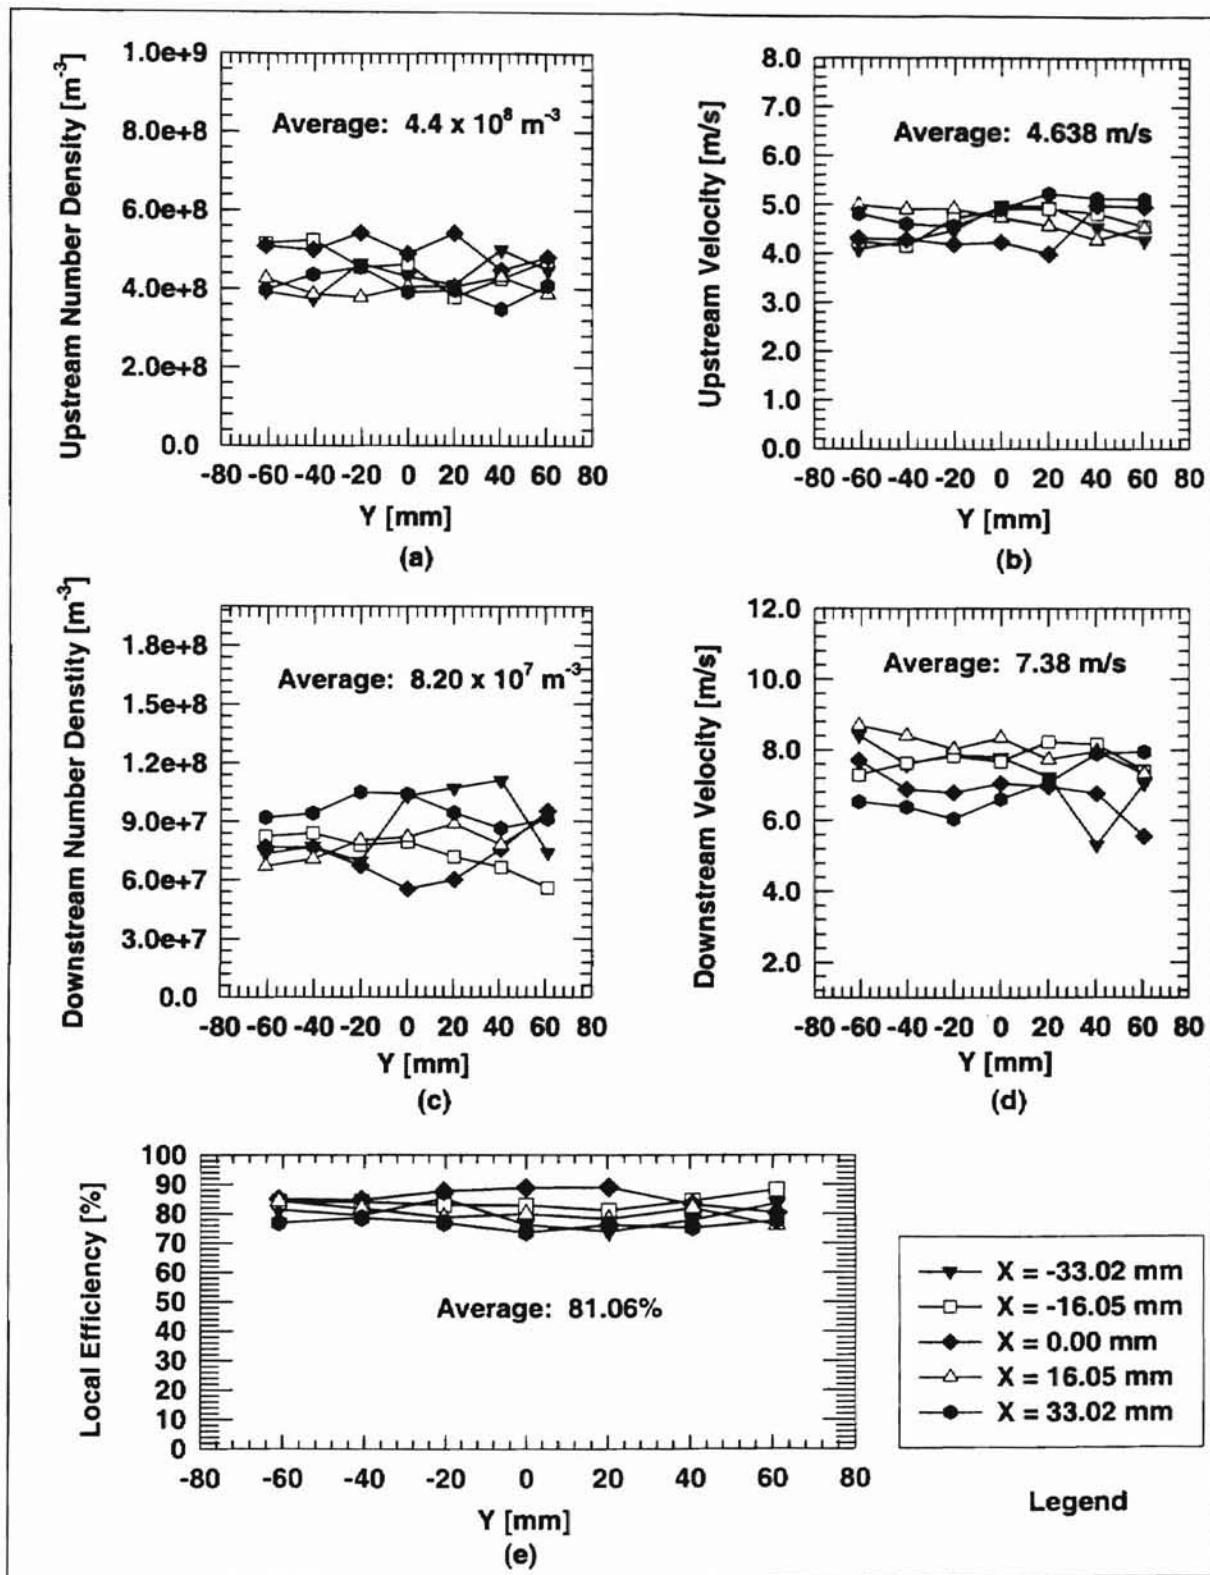 Upstream Number Density [m⁻³]
1.0e+9
8.0e+8
6.0e+8
4.0e+8
2.0e+8
0.0
Average: 4.4 x 10⁸ m⁻³
-80 -60 -40 -20 0 20 40 60 80
Y [mm]
(a)
Upstream Velocity [m/s]
8.0
7.0
6.0
5.0
4.0
3.0
2.0
1.0
0.0
Average: 4.638 m/s
-80 -60 -40 -20 0 20 40 60 80
Y [mm]
(b)
Downstream Number Denstity [m⁻³]
1.8e+8
1.5e+8
1.2e+8
9.0e+7
6.0e+7
3.0e+7
0.0
Average: 8.20 x 10⁷ m⁻³
-80 -60 -40 -20 0 20 40 60 80
Y [mm]
(c)
Downstream Velocity [m/s]
12.0
10.0
8.0
6.0
4.0
2.0
Average: 7.38 m/s
-80 -60 -40 -20 0 20 40 60 80
Y [mm]
(d)
Local Efficiency [%]
100
90
80
70
60
50
40
30
20
10
0
Average: 81.06%
-80 -60 -40 -20 0 20 40 60 80
Y [mm]
(e)
X = -33.02 mm
X = -16.05 mm
X = 0.00 mm
X = 16.05 mm
X = 33.02 mm
Legend